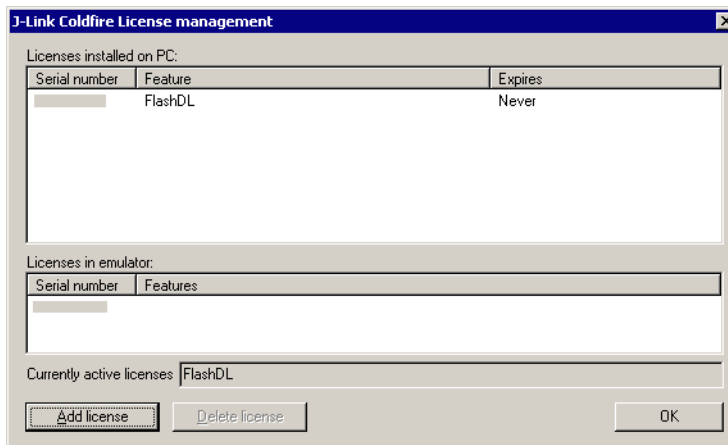 J-Link Coldfire License management
Licenses installed on PC:
Serial number Feature Expires
FlashDL Never
Licenses in emulator:
Serial number Features
Currently active licenses FlashDL
Add license Delete license OK